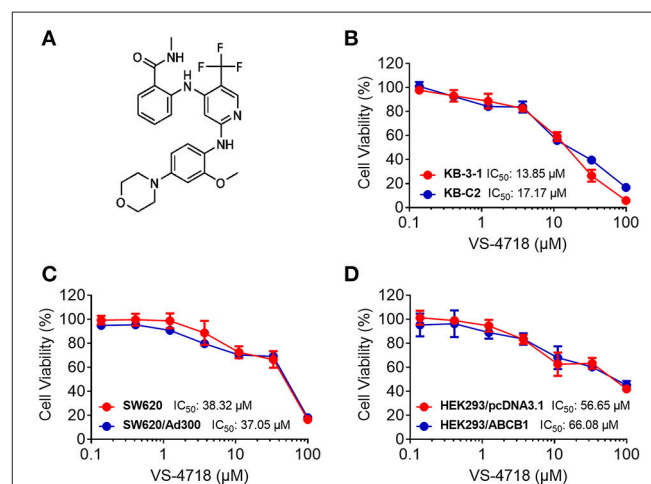 A
NH
O
F
F
F
NH
N
NH
N
O
O
B
Cell Viability (%)
120
100
80
60
40
20
0
KB-3-1 IC50: 13.85 µM
KB-C2 IC50: 17.17 µM
0.1 1 10 100
VS-4718 (µM)
C
Cell Viability (%)
120
100
80
60
40
20
0
SW620 IC50: 38.32 µM
SW620/Ad300 IC50: 37.05 µM
0.1 1 10 100
VS-4718 (µM)
D
Cell Viability (%)
120
100
80
60
40
20
0
HEK293/pcDNA3.1 IC50: 56.65 µM
HEK293/ABCB1 IC50: 66.08 µM
0.1 1 10 100
VS-4718 (µM)